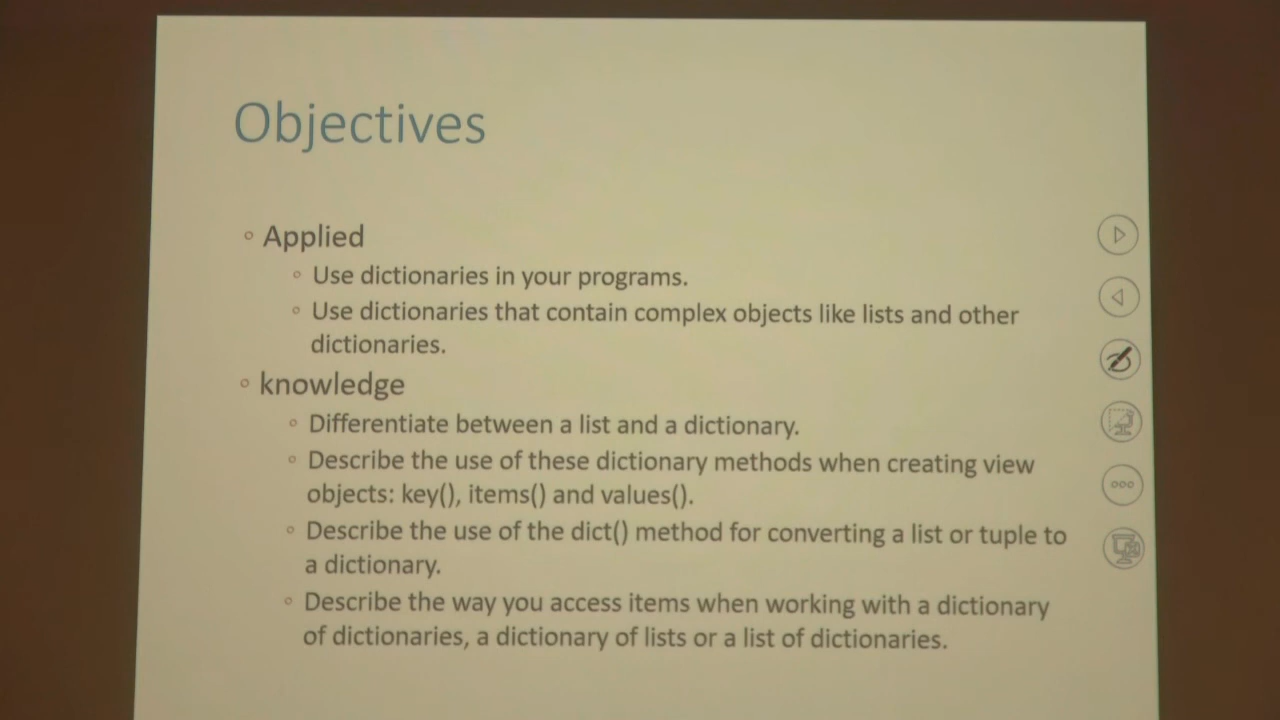 Objectives
Applied
Use dictionaries in your programs.
Use dictionaries that contain complex objects like lists and other
dictionaries.
knowledge
Differentiate between a list and a dictionary.
Describe the use of these dictionary methods when creating view
objects: key(), items() and values().
Describe the use of the dict() method for converting a list or tuple to
a dictionary.
Describe the way you access items when working with a dictionary
of dictionaries, a dictionary of lists or a list of dictionaries.